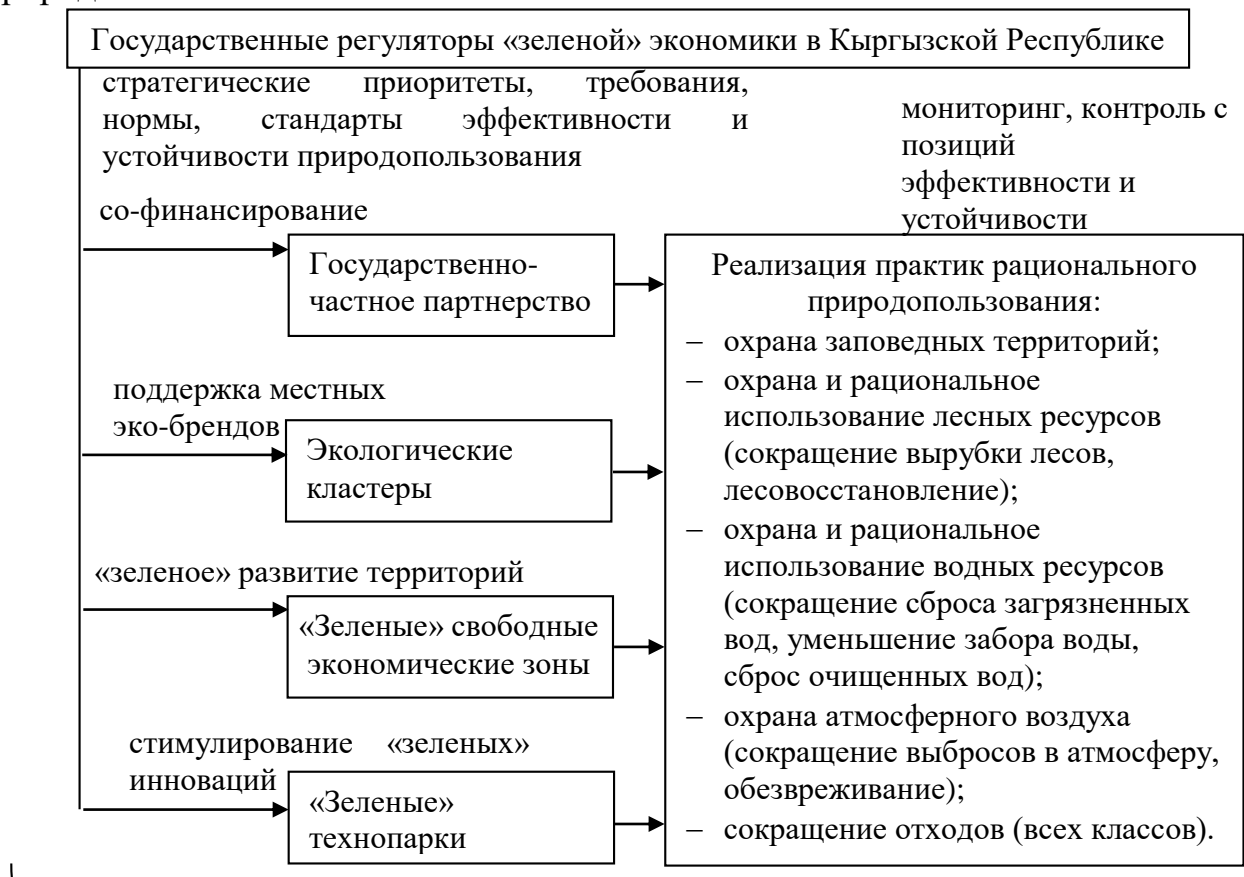 Государственные регуляторы «зеленой» экономики в Кыргызской Республике
стратегические приоритеты, требования,
нормы, стандарты эффективности и
устойчивости природопользования
мониторинг, контроль с
позиций
эффективности и
устойчивости
со-финансирование
Государственно-
частное партнерство
поддержка местных
эко-брендов
Экологические
кластеры
«зеленое» развитие территорий
«Зеленые» свободные
экономические зоны
стимулирование «зеленых»
инноваций
«Зеленые»
технопарки
Реализация практик рационального
природопользования:
− охрана заповедных территорий;
− охрана и рациональное
использование лесных ресурсов
(сокращение вырубки лесов,
лесовосстановление);
− охрана и рациональное
использование водных ресурсов
(сокращение сброса загрязненных
вод, уменьшение забора воды,
сброс очищенных вод);
− охрана атмосферного воздуха
(сокращение выбросов в атмосферу,
обезвреживание);
− сокращение отходов (всех классов).